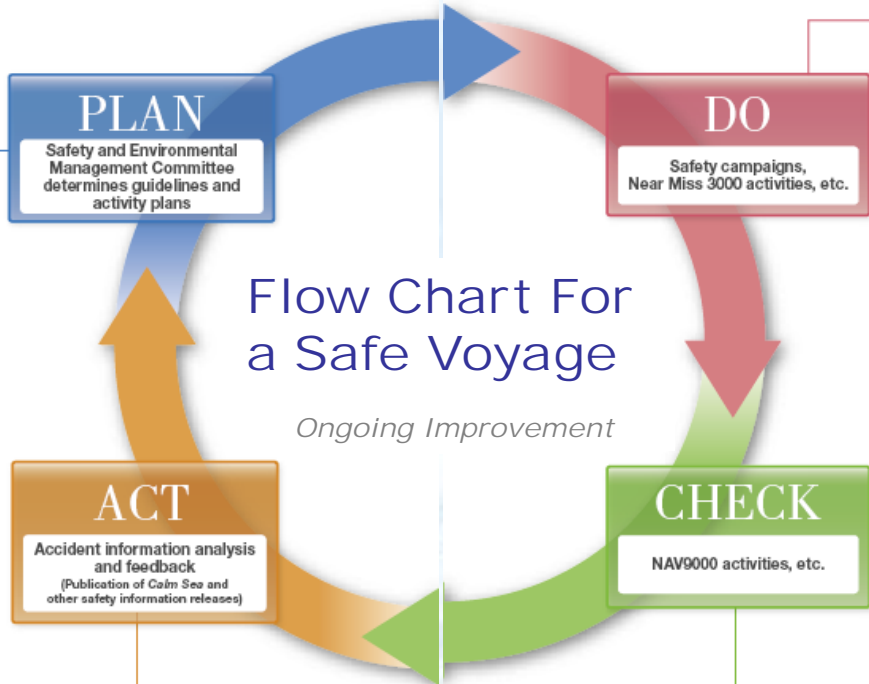 PLAN
Safety and Environmental
Management Committee
determines guidelines and
activity plans
DO
Safety campaigns,
Near Miss 3000 activities, etc.
Flow Chart For
a Safe Voyage
Ongoing Improvement
ACT
Accident information analysis
and feedback
(Publication of Calm Sea and
other safety information releases)
CHECK
NAV9000 activities, etc.